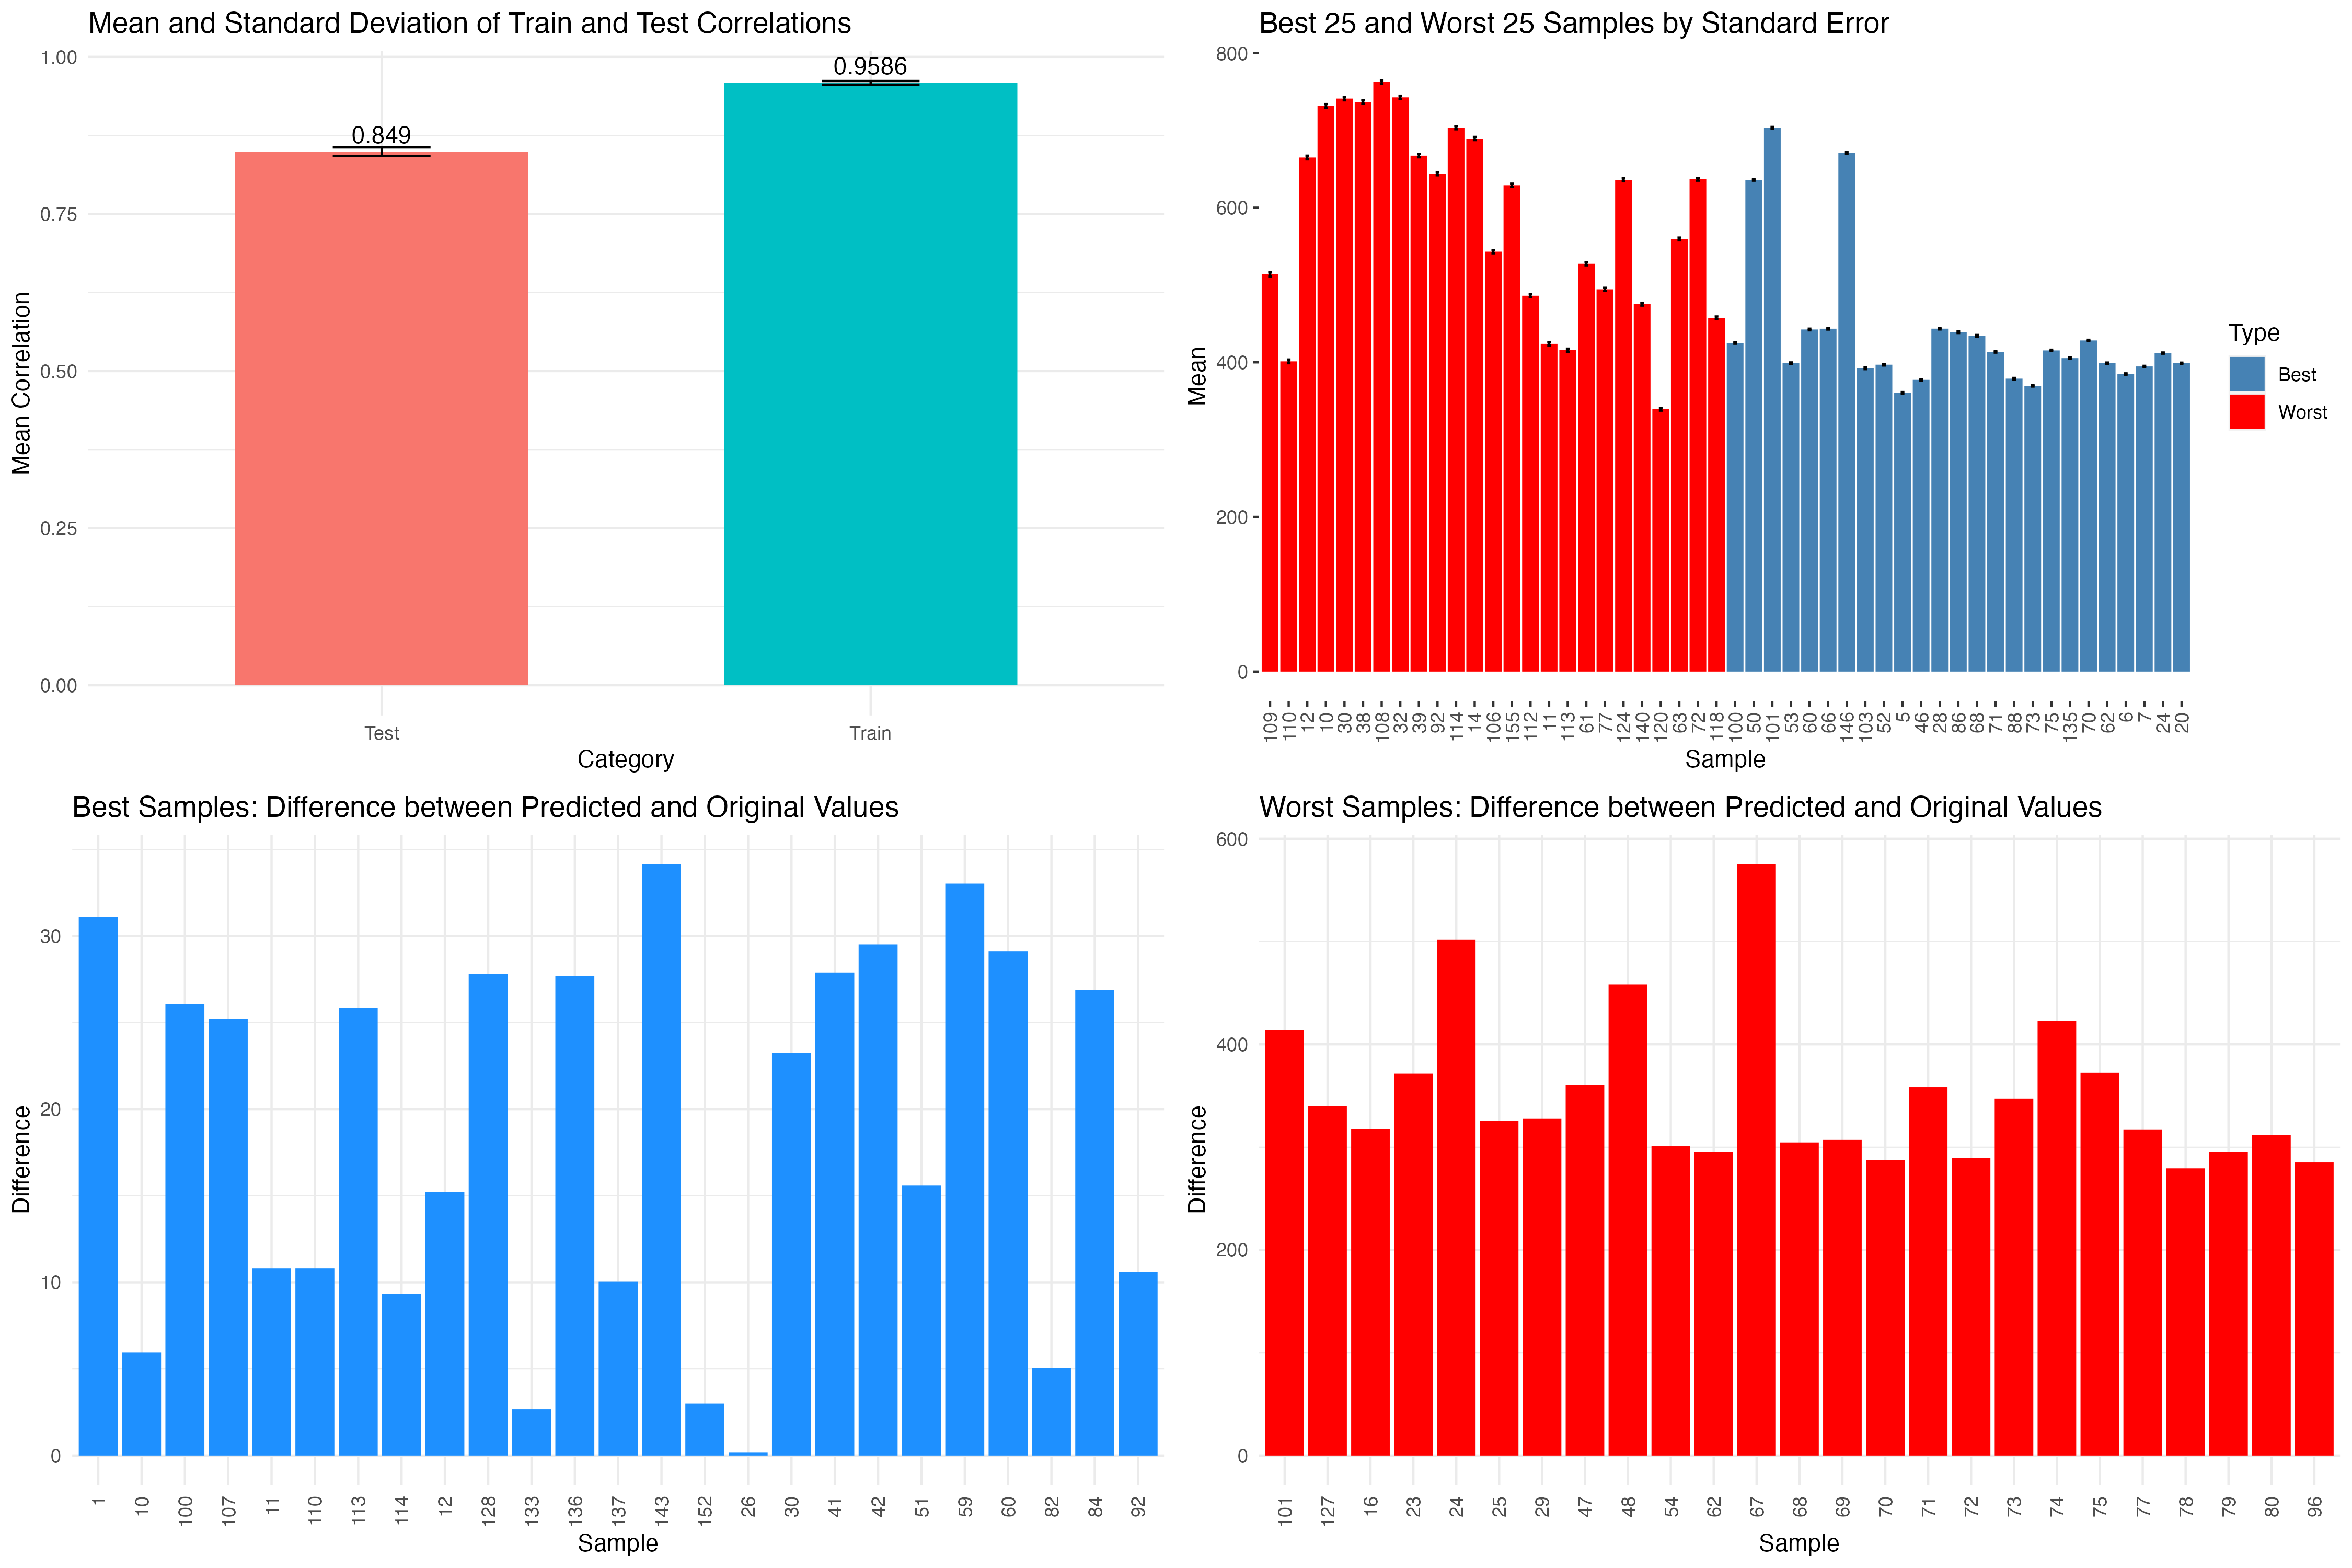 Mean and Standard Deviation of Train and Test Correlations
1.00
0.75
0.50
0.25
0.00
Mean Correlation
0.849
0.9586
Test
Train
Category
Best 25 and Worst 25 Samples by Standard Error
800
600
400
200
0
Mean
109 110 12 10 30 38 108 32 39 92 114 14 106 155 112 11 113 61 77 124 140 120 63 72 118 100 50 101 53 60 66 146 103 52 5 46 28 86 68 71 88 73 75 135 70 62 6 7 24 20
Sample
Type
Best
Worst
Best Samples: Difference between Predicted and Original Values
30
20
10
0
Difference
1 10 100 107 11 110 113 114 12 128 133 136 137 143 152 26 30 41 42 51 59 60 82 84 92
Sample
Worst Samples: Difference between Predicted and Original Values
600
400
200
0
Difference
101 127 16 23 24 25 29 47 48 54 62 67 68 69 70 71 72 73 74 75 77 78 79 80 96
Sample